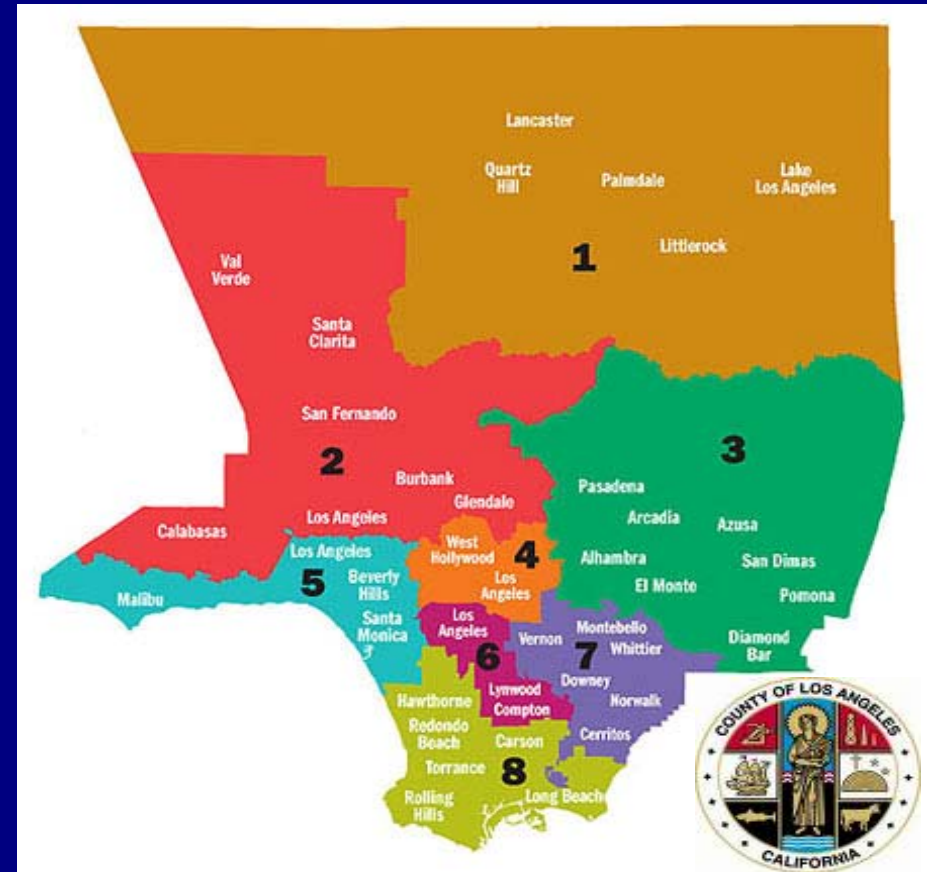 Lancaster
Quartz
Hill
Palmdale
Lake
Los Angeles
Littlerock
1
Val
Verde
Santa
Clarita
San Fernando
2
Burbank
Glendale
Calabasas
Los Angeles
3
Pasadena
Arcadia
Azusa
Alhambra
San Dimas
El Monte
Pomona
Diamond
Bar
West
Hollywood
4
Los
Angeles
Los Angeles
5
Beverly
Hills
Malibu
Santa
Monica
Los
Angeles
6
Lynwood
Compton
Vernon
Montebello
7
Whittier
Downey
Norwalk
Cerritos
Hawthorne
Redondo
Beach
Carson
Torrance
8
Rolling
Hills
Long Beach
COUNTY OF LOS ANGELES
CALIFORNIA